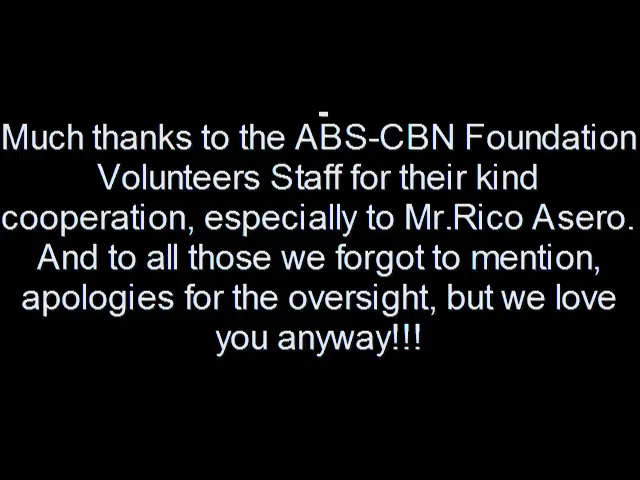 -
Much thanks to the ABS-CBN Foundation
Volunteers Staff for their kind
cooperation, especially to Mr.Rico Asero.
And to all those we forgot to mention,
apologies for the oversight, but we love
you anyway!!!